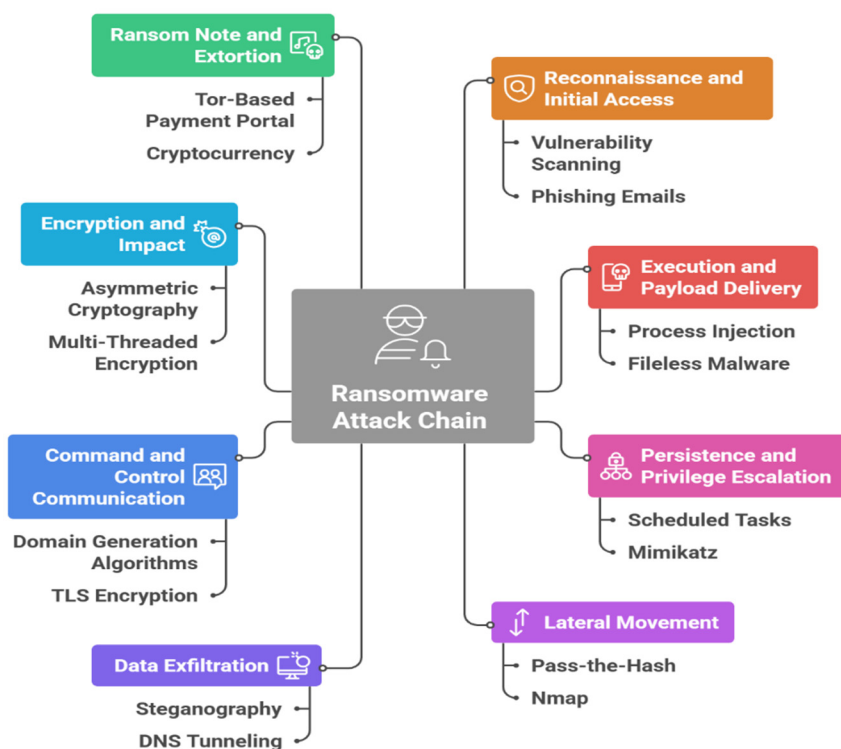 Ransom Note and
Extortion
Tor-Based
Payment Portal
Cryptocurrency
Reconnaissance and
Initial Access
Vulnerability
Scanning
Phishing Emails
Encryption and
Impact
Asymmetric
Cryptography
Multi-Threaded
Encryption
Execution and
Payload Delivery
Process Injection
Fileless Malware
Ransomware
Attack Chain
Command and
Control
Communication
Domain Generation
Algorithms
TLS Encryption
Persistence and
Privilege Escalation
Scheduled Tasks
Mimikatz
Data Exfiltration
Steganography
DNS Tunneling
Lateral Movement
Pass-the-Hash
Nmap